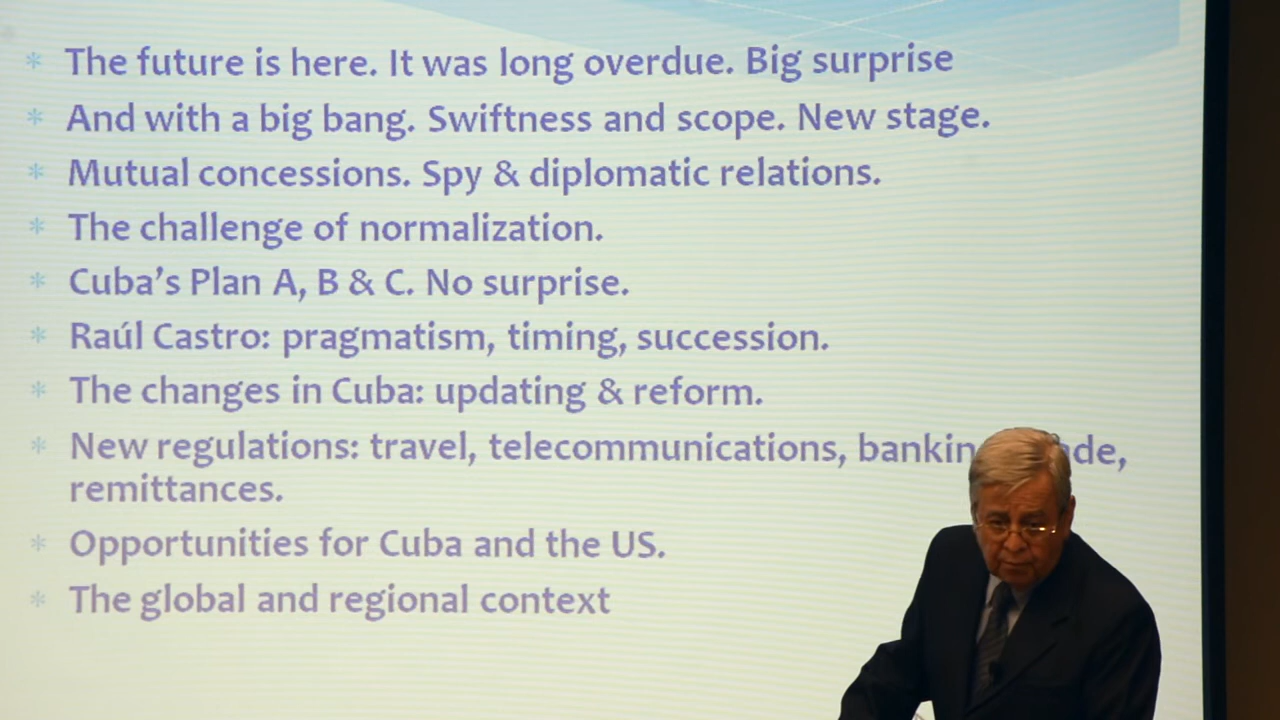 * The future is here. It was long overdue. Big surprise
* And with a big bang. Swiftness and scope. New stage.
* Mutual concessions. Spy & diplomatic relations.
* The challenge of normalization.
* Cuba's Plan A, B & C. No surprise.
* Raúl Castro: pragmatism, timing, succession.
* The changes in Cuba: updating & reform.
* New regulations: travel, telecommunications,
remittances.
* Opportunities for Cuba and the US.
* The global and regional context